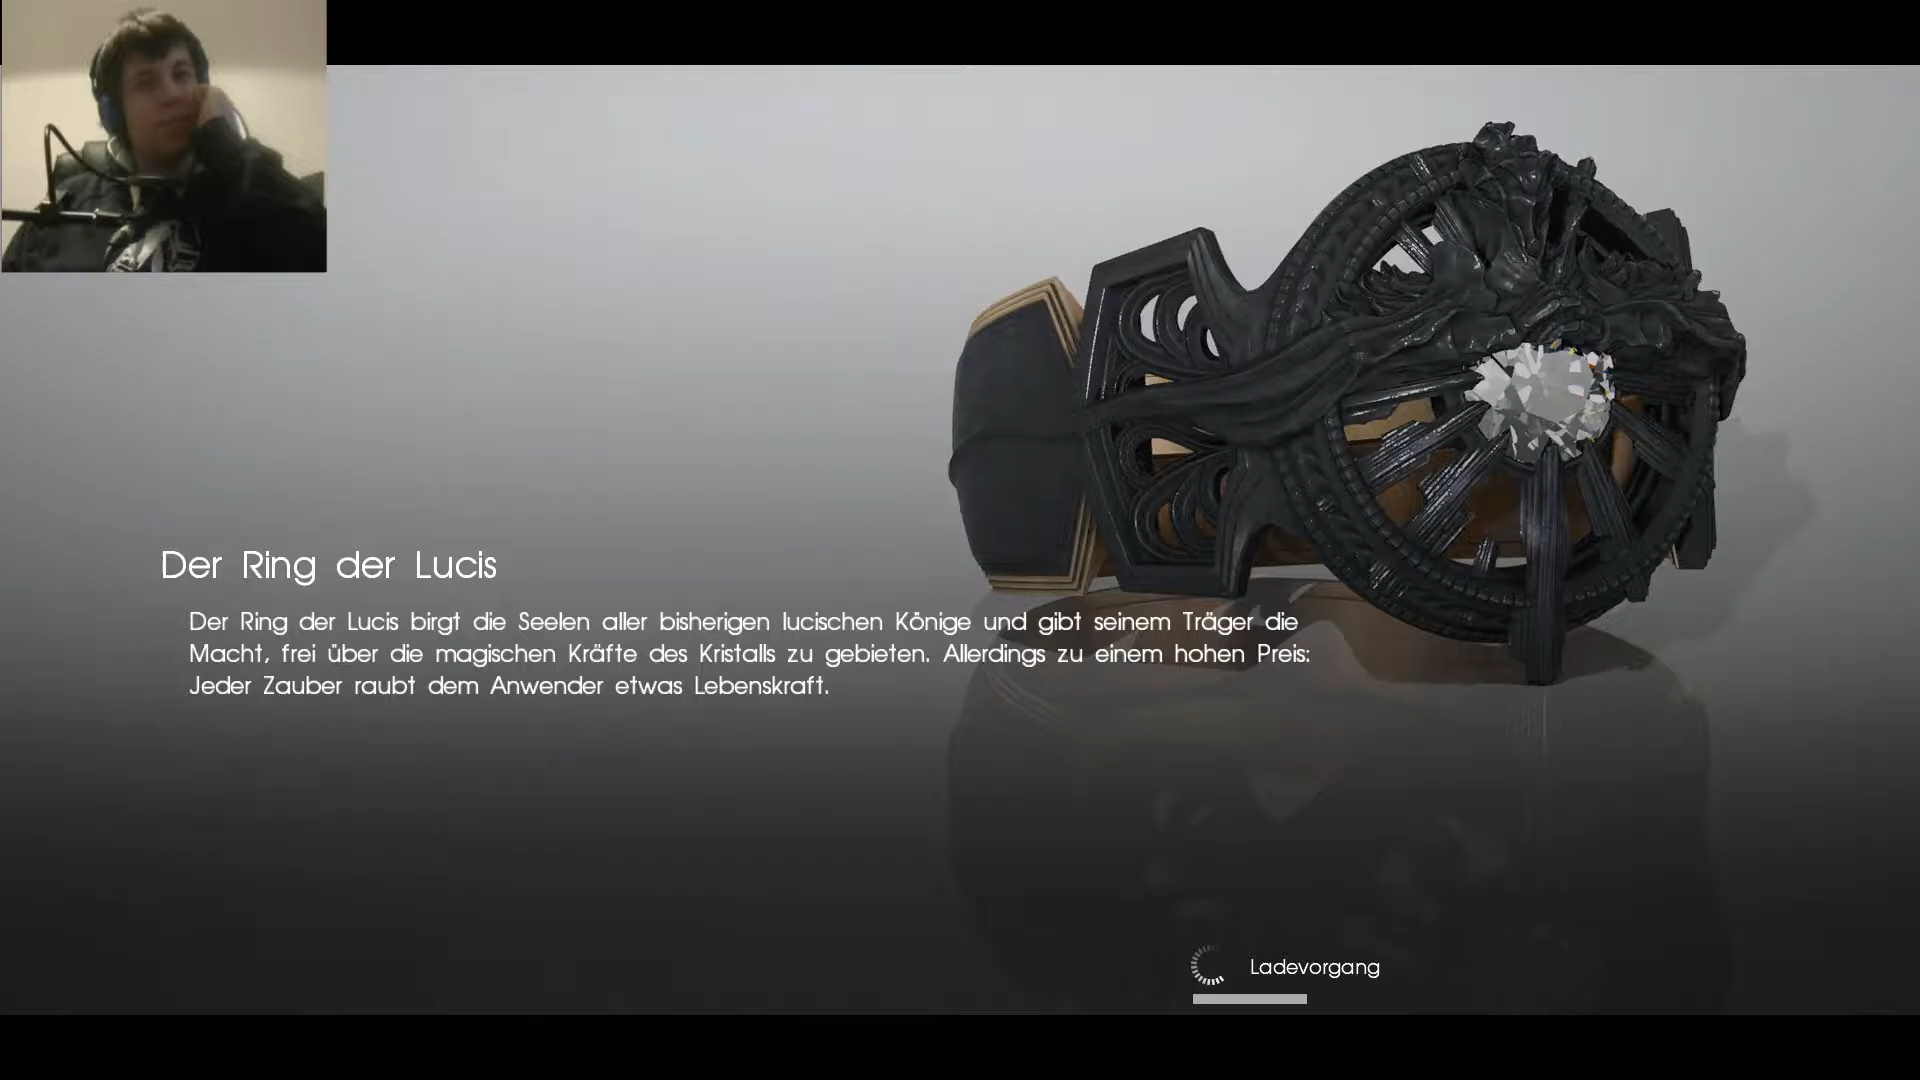 Der Ring der Lucis
Der Ring der Lucis birgt die Seelen aller bisherigen lucischen Könige und gibt seinem Träger die
Macht, frei über die magischen Kräfte des Kristalls zu gebieten. Allerdings zu einem hohen Preis:
Jeder Zauber raubt dem Anwender etwas Lebenskraft.
Ladevorgang